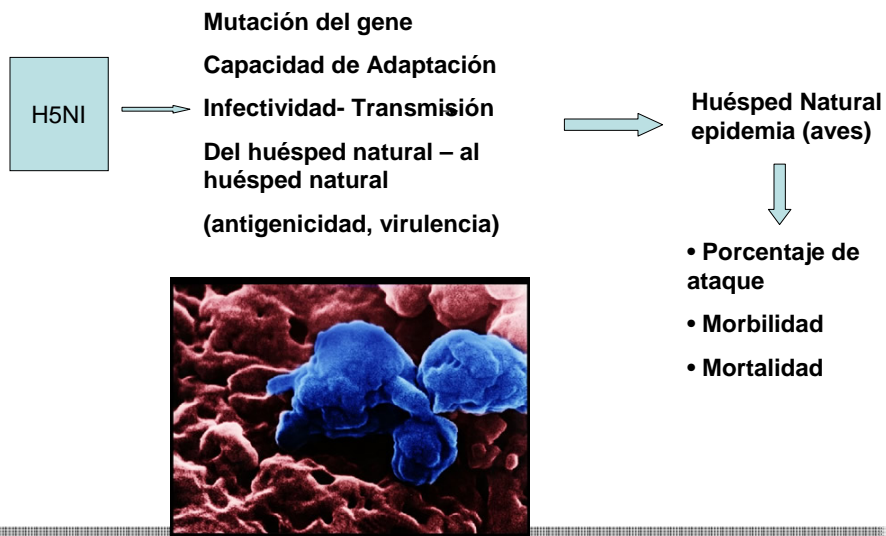 H5NI
Mutación del gene
Capacidad de Adaptación
Infectividad- Transmisión
Del huésped natural – al
huésped natural
(antigenicidad, virulencia)
Huésped Natural
epidemia (aves)
• Porcentaje de
ataque
• Morbilidad
• Mortalidad